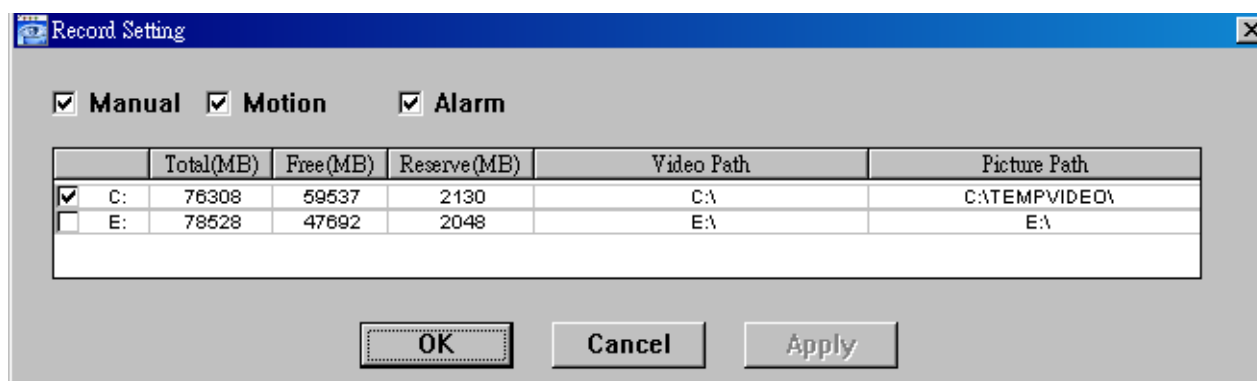 Record Setting
Manual Motion Alarm
Total(MB) Free(MB) Reserve(MB) Video Path Picture Path
C: 76308 59537 2130 C:\ C:\TEMPVIDEO\
E: 78528 47692 2048 E:\ E:\
OK Cancel Apply